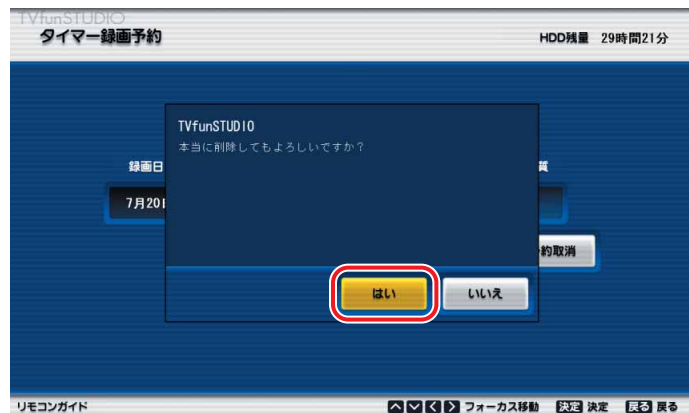 TVfunSTUDIO
タイマー録画予約
HDD残量 29時間21分
TVfunSTUDIO
本当に削除してもよろしいですか？
録画日
質
7月20
約取消
はい
いいえ
リモコンガイド
フォーカス移動 決定 決定 戻る 戻る